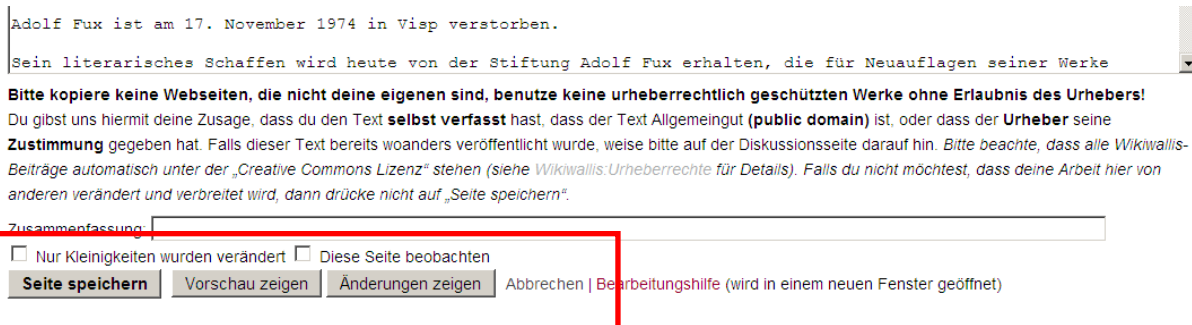 Adolf Fux ist am 17. November 1974 in Visp verstorben.
Sein literarisches Schaffen wird heute von der Stiftung Adolf Fux erhalten, die für Neuauflagen seiner Werke
Bitte kopiere keine Webseiten, die nicht deine eigenen sind, benutze keine urheberrechtlich geschützten Werke ohne Erlaubnis des Urhebers!
Du gibst uns hiermit deine Zusage, dass du den Text selbst verfasst hast, dass der Text Allgemeingut (public domain) ist, oder dass der Urheber seine
Zustimmung gegeben hat. Falls dieser Text bereits woanders veröffentlicht wurde, weise bitte auf der Diskussionsseite darauf hin. Bitte beachte, dass alle Wikiwallis-
Beiträge automatisch unter der „Creative Commons Lizenz“ stehen (siehe Wikiwallis:Urheberrechte für Details). Falls du nicht möchtest, dass deine Arbeit hier von
anderen verändert und verbreitet wird, dann drücke nicht auf „Seite speichern“.
Zusammenfassung:
Nur Kleinigkeiten wurden verändert Diese Seite beobachten
Seite speichern Vorschau zeigen Änderungen zeigen Abbrechen | Bearbeitungshilfe (wird in einem neuen Fenster geöffnet)